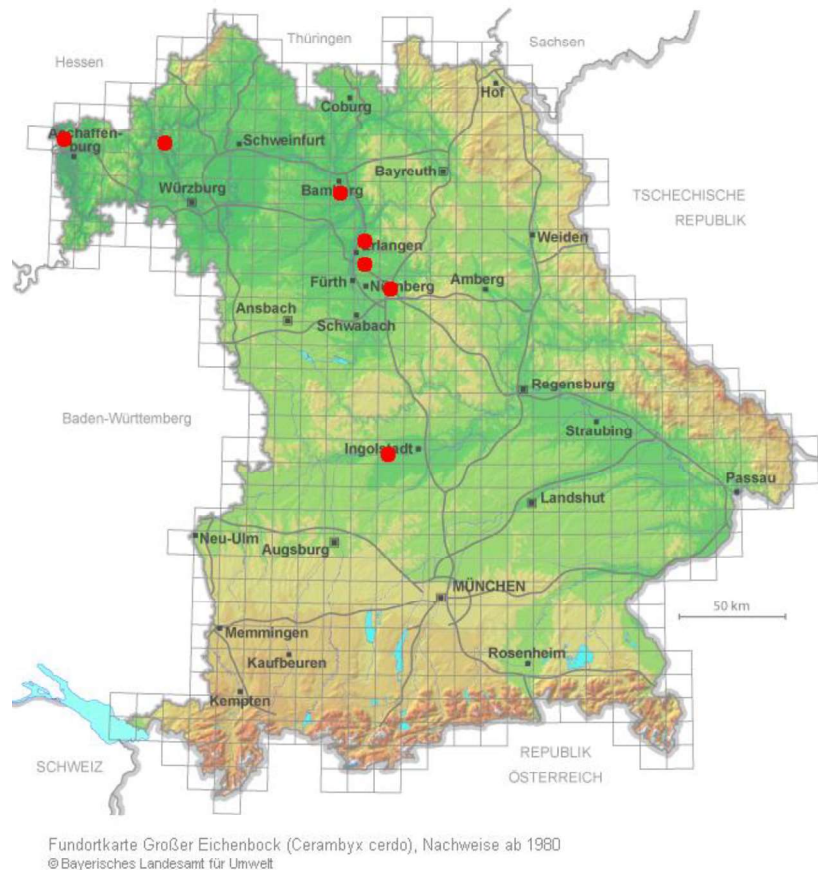 Thüringen
Sachsen
Hessen
Hof
Coburg
Aschaffen-
burg
Schweinfurt
Bayreuth
Würzburg
Bamberg
TSCHECHISCHE
REPUBLIK
Weiden
Erlangen
Fürth
Nürnberg
Amberg
Ansbach
Schwabach
Regensburg
Baden-Württemberg
Straubing
Ingolstadt
Passau
Landshut
Neu-Ulm
Augsburg
MÜNCHEN
50 km
Memmingen
Kaufbeuren
Rosenheim
Kempten
SCHWEIZ
REPUBLIK
ÖSTERREICH
Fundortkarte Großer Eichenbock (Cerambyx cerdo), Nachweise ab 1980
© Bayerisches Landesamt für Umwelt